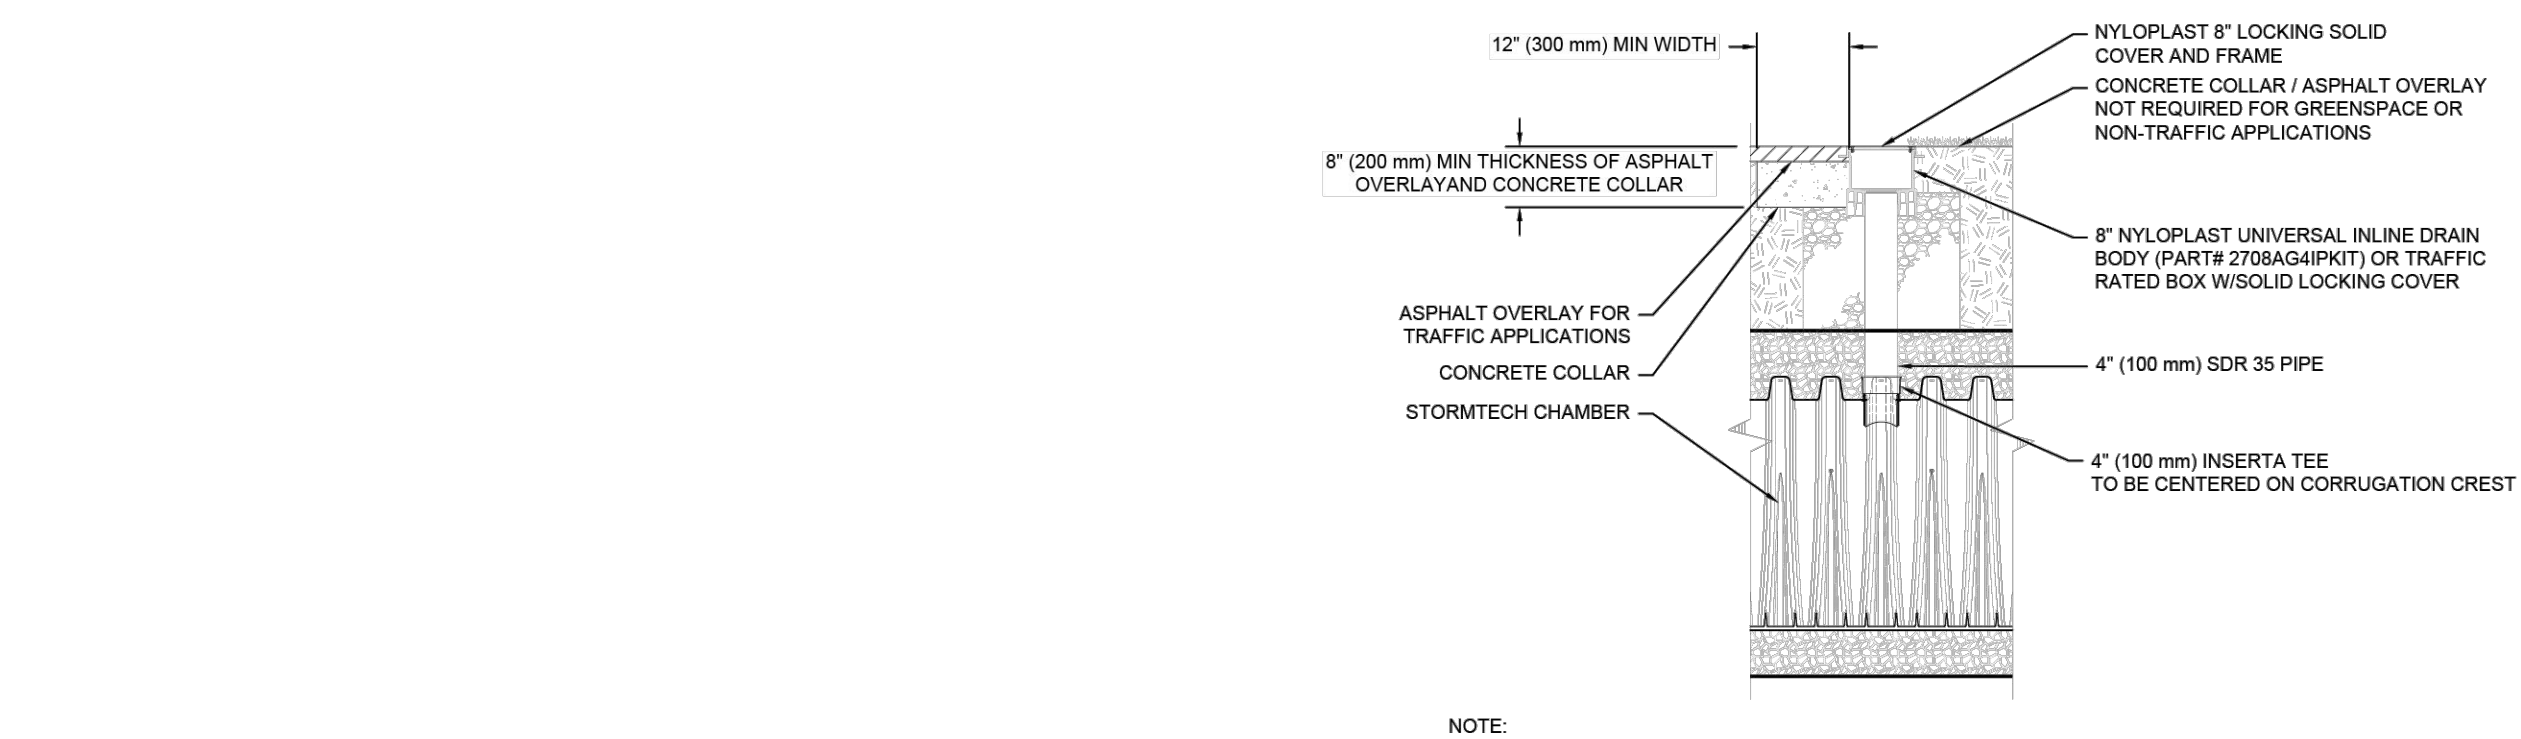 12" (300 mm) MIN WIDTH
8" (200 mm) MIN THICKNESS OF ASPHALT
OVERLAYAND CONCRETE COLLAR
ASPHALT OVERLAY FOR
TRAFFIC APPLICATIONS
CONCRETE COLLAR
STORMTECH CHAMBER
NYLOPLAST 8" LOCKING SOLID
COVER AND FRAME
CONCRETE COLLAR / ASPHALT OVERLAY
NOT REQUIRED FOR GREENSPACE OR
NON-TRAFFIC APPLICATIONS
8" NYLOPLAST UNIVERSAL INLINE DRAIN
BODY (PART# 2708AG4IPKIT) OR TRAFFIC
RATED BOX W/SOLID LOCKING COVER
4" (100 mm) SDR 35 PIPE
4" (100 mm) INSERTA TEE
TO BE CENTERED ON CORRUGATION CREST
NOTE: